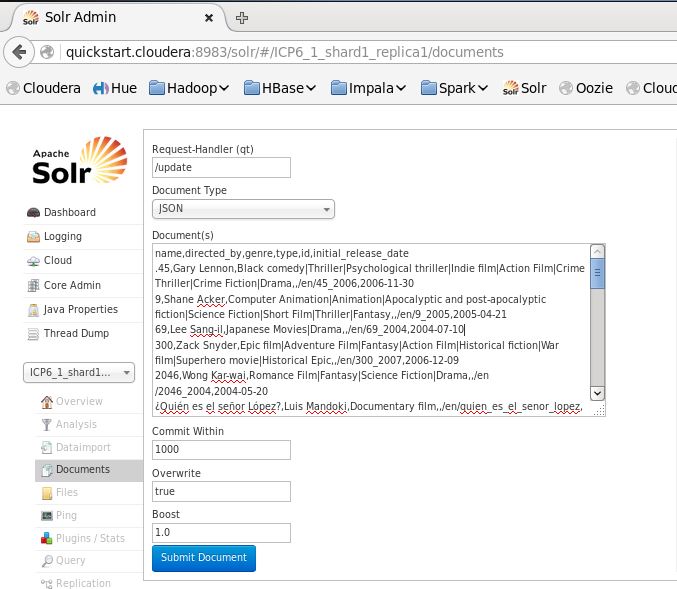 Solr Admin
quickstart.cloudera:8983/solr/#/ICP6_1_shard1_replica1/documents
Cloudera Hue Hadoop HBase Impala Spark Solr Oozie Cloud
Apache
Solr
Dashboard
Logging
Cloud
Core Admin
Java Properties
Thread Dump
ICP6_1_shard1...
Overview
Analysis
Dataimport
Documents
Files
Ping
Plugins / Stats
Query
Replication
Request-Handler (qt)
/update
Document Type
JSON
Document(s)
name,directed_by,genre,type,id,initial_release_date
.45,Gary Lennon,Black comedy|Thriller|Psychological thriller|Indie film|Action Film|Crime
Thriller|Crime Fiction|Drama,,/en/45_2006,2006-11-30
9,Shane Acker,Computer Animation|Animation|Apocalyptic and post-apocalyptic
fiction|Science Fiction|Short Film|Thriller|Fantasy,,/en/9_2005,2005-04-21
69,Lee Sang-il,Japanese Movies|Drama,,/en/69_2004,2004-07-10
300,Zack Snyder,Epic film|Adventure Film|Fantasy|Action Film|Historical fiction|War
film|Superhero movie|Historical Epic,,/en/300_2007,2006-12-09
2046,Wong Kar-wai,Romance Film|Fantasy|Science Fiction|Drama,,/en
/2046_2004,2004-05-20
¿Quién es el señor López?,Luis Mandoki,Documentary film,,/en/quien_es_el_senor_lopez,
Commit Within
1000
Overwrite
true
Boost
1.0
Submit Document